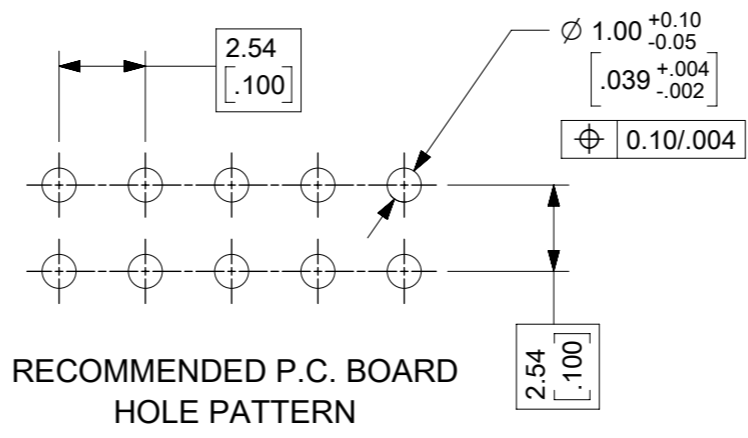 2.54
[.100]
Ø 1.00 +0.10 -0.05
[.039 +.004 -.002]
⌖ 0.10/.004
2.54
[.100]
RECOMMENDED P.C. BOARD
HOLE PATTERN